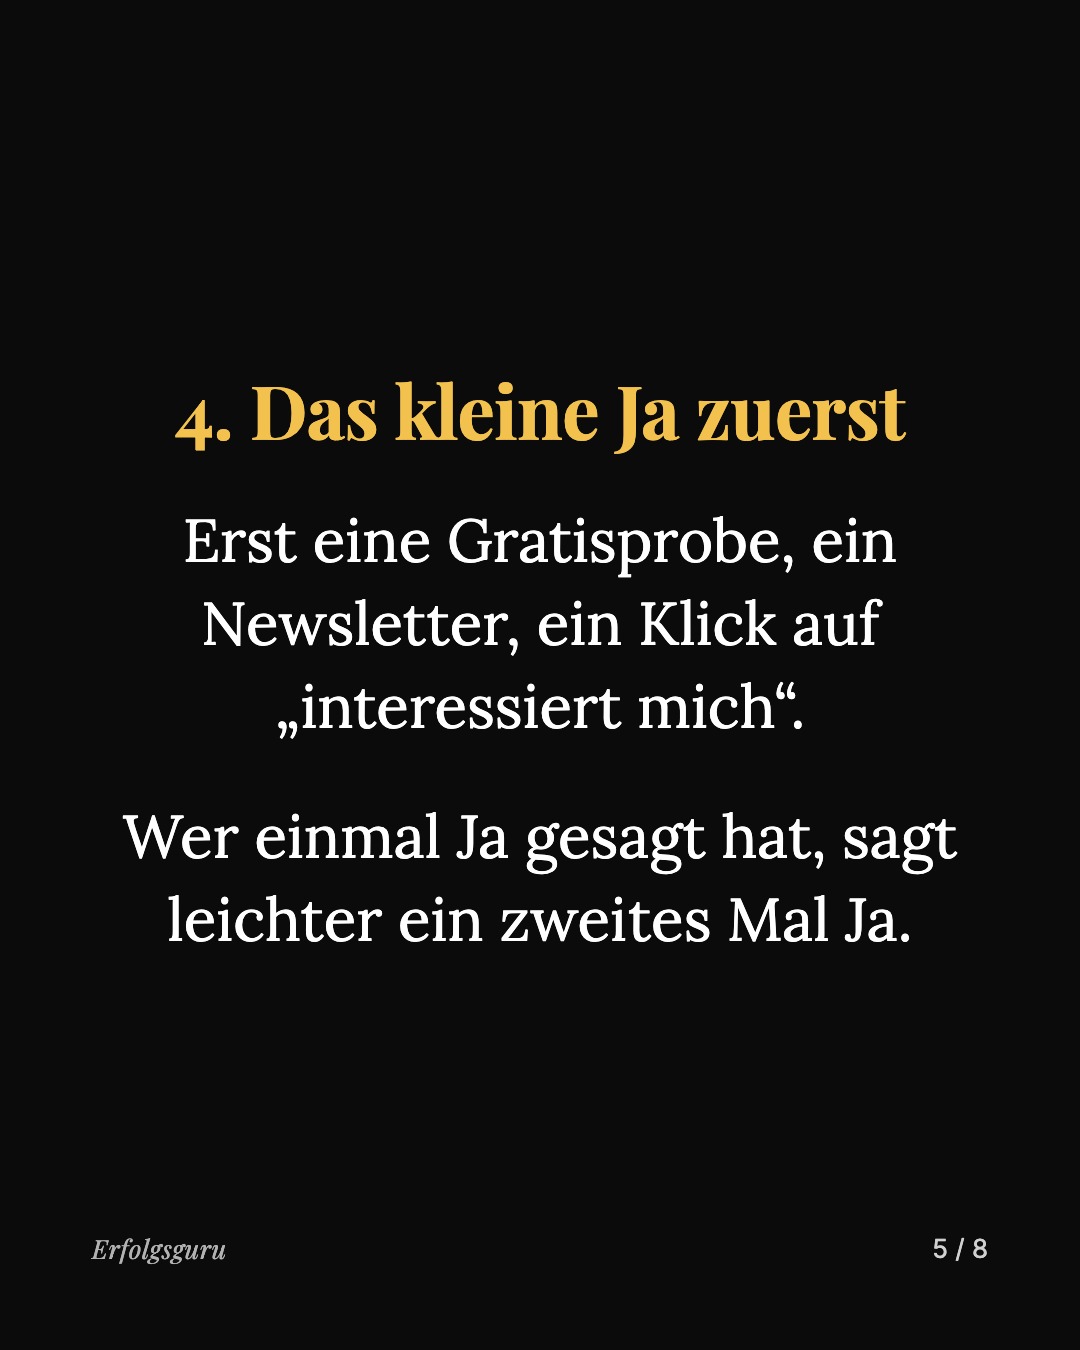 4. Das kleine Ja zuerst
Erst eine Gratisprobe, ein
Newsletter, ein Klick auf
„interessiert mich“.
Wer einmal Ja gesagt hat, sagt
leichter ein zweites Mal Ja.
Erfolgsguru
5 / 8